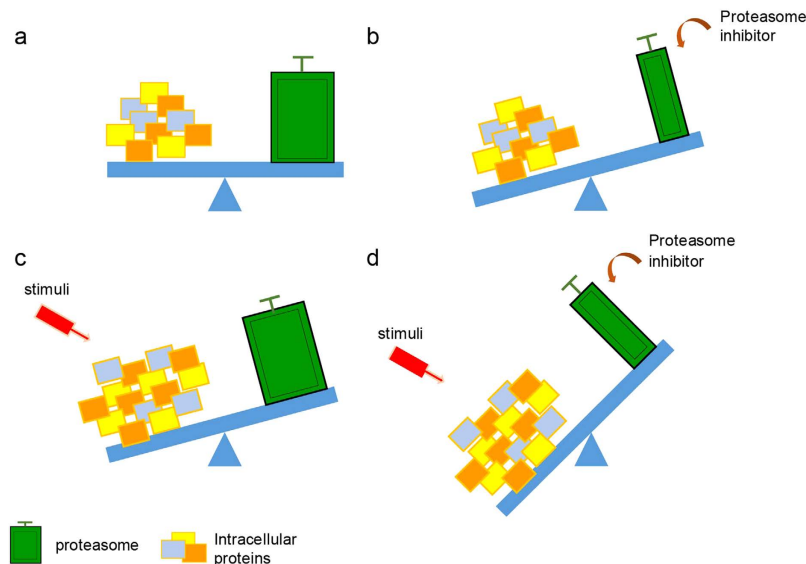 a
b
Proteasome
inhibitor
c
stimuli
d
Proteasome
inhibitor
stimuli
proteasome
Intracellular
proteins